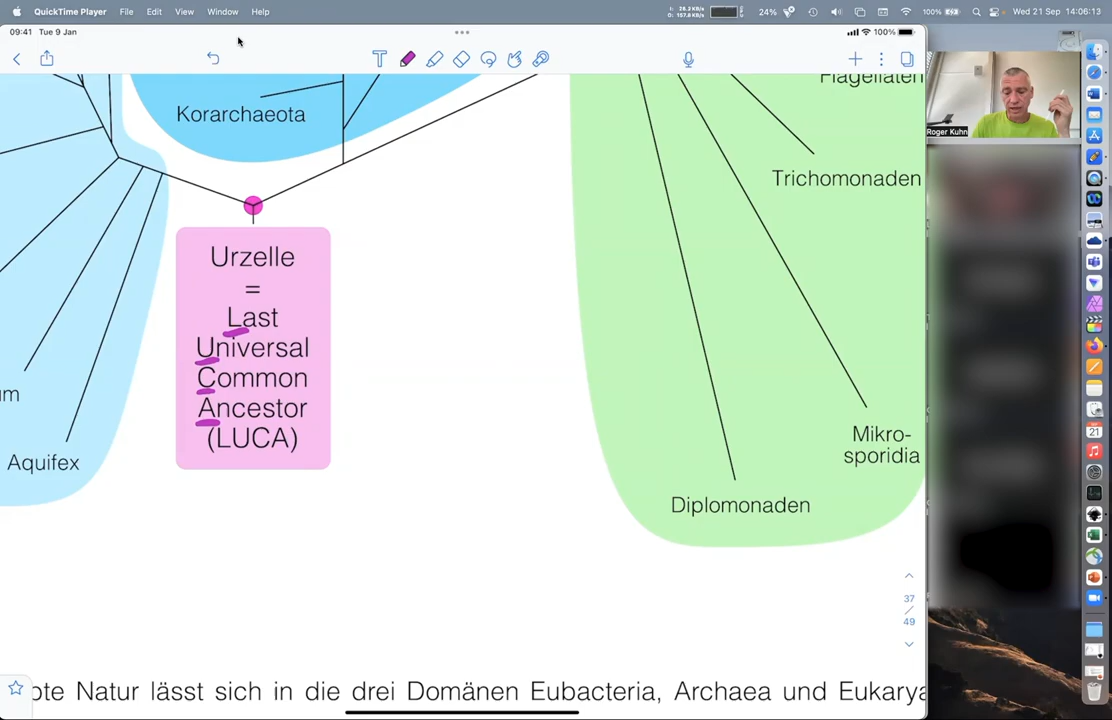 QuickTime Player File Edit View Window Help
24% 100% Wed 21 Sep 14:06:13
09:41 Tue 9 Jan
100%
Flagellaten
Korarchaeota
Roger Kuhn
Trichomonaden
Urzelle
=
Last
Universal
Common
Ancestor
(LUCA)
um
Aquifex
Mikro-
sporidia
Diplomonaden
37
/
49
ote Natur lässt sich in die drei Domänen Eubacteria, Archaea und Eukarya